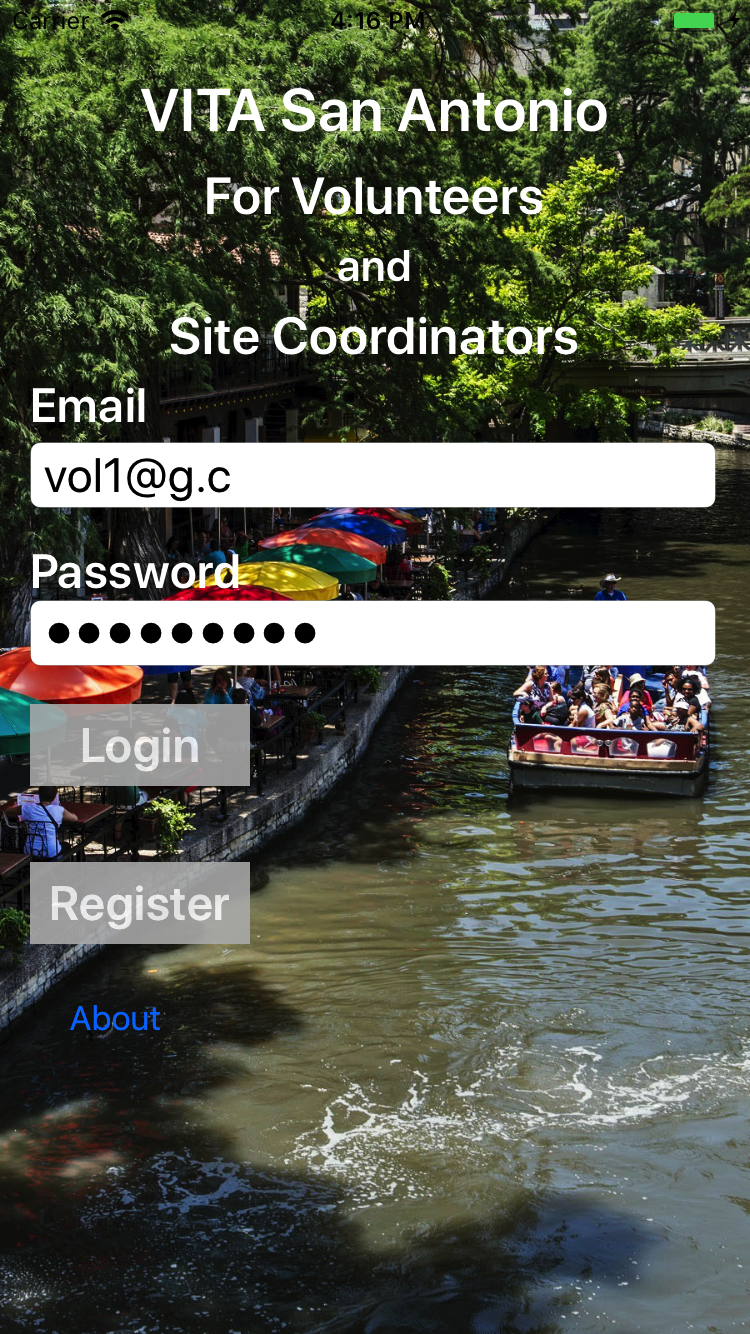 Carrier 4:16 PM
VITA San Antonio
For Volunteers
and
Site Coordinators
Email
vol1@g.c
Password
●●●●●●●●●
Login
Register
About